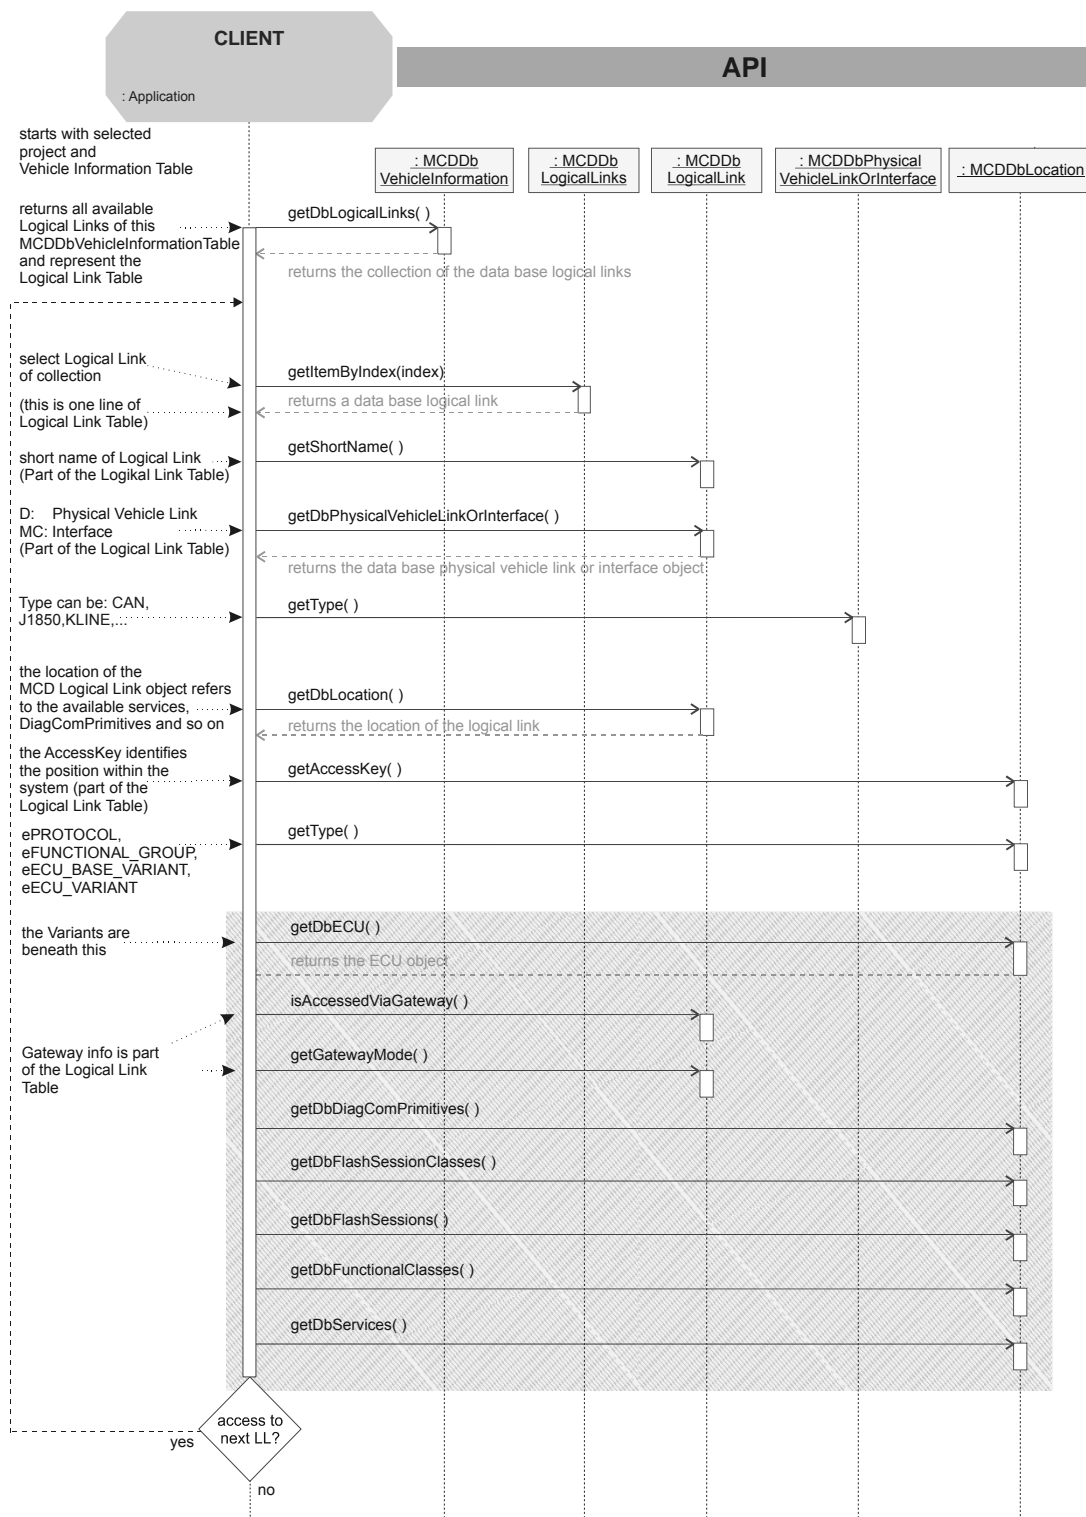 CLIENT
: Application
API
starts with selected
project and
Vehicle Information Table
: MCDDb
VehicleInformation
: MCDDb
LogicalLinks
: MCDDb
LogicalLink
: MCDDbPhysical
VehicleLinkOrInterface
: MCDDbLocation
returns all available
Logical Links of this
MCDDbVehicleInformationTable
and represent the
Logical Link Table
getDbLogicalLinks( )
returns the collection of the data base logical links
select Logical Link
of collection
getItemByIndex(index)
(this is one line of
Logical Link Table)
returns a data base logical link
short name of Logical Link
(Part of the Logikal Link Table)
getShortName( )
D: Physical Vehicle Link
MC: Interface
(Part of the Logical Link Table)
getDbPhysicalVehicleLinkOrInterface( )
returns the data base physical vehicle link or interface object
Type can be: CAN,
J1850,KLINE,...
getType( )
the location of the
MCD Logical Link object refers
to the available services,
DiagComPrimitives and so on
getDbLocation( )
returns the location of the logical link
the AccessKey identifies
the position within the
system (part of the
Logical Link Table)
getAccessKey( )
ePROTOCOL,
eFUNCTIONAL_GROUP,
eECU_BASE_VARIANT,
eECU_VARIANT
getType( )
the Variants are
beneath this
getDbECU( )
returns the ECU object
isAccessedViaGateway( )
Gateway info is part
of the Logical Link
Table
getGatewayMode( )
getDbDiagComPrimitives( )
getDbFlashSessionClasses( )
getDbFlashSessions( )
getDbFunctionalClasses( )
getDbServices( )
access to
next LL?
yes
no